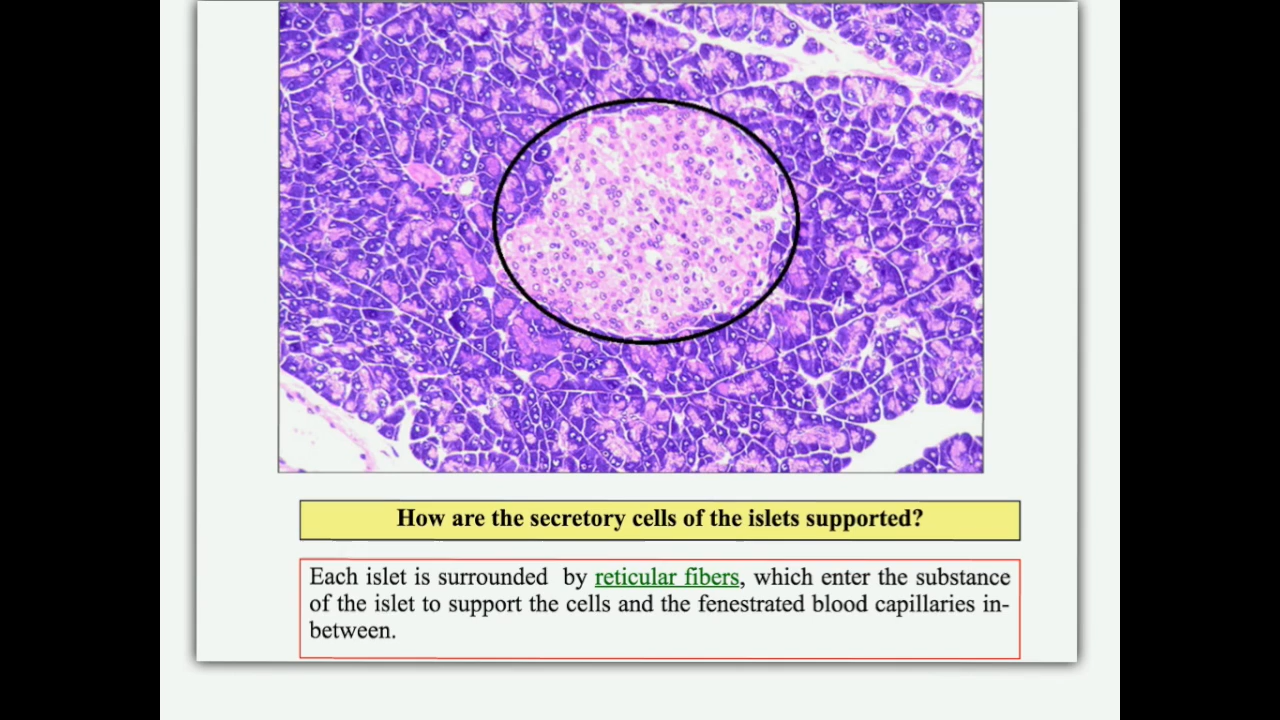 How are the secretory cells of the islets supported?
Each islet is surrounded by reticular fibers, which enter the substance
of the islet to support the cells and the fenestrated blood capillaries in-
between.